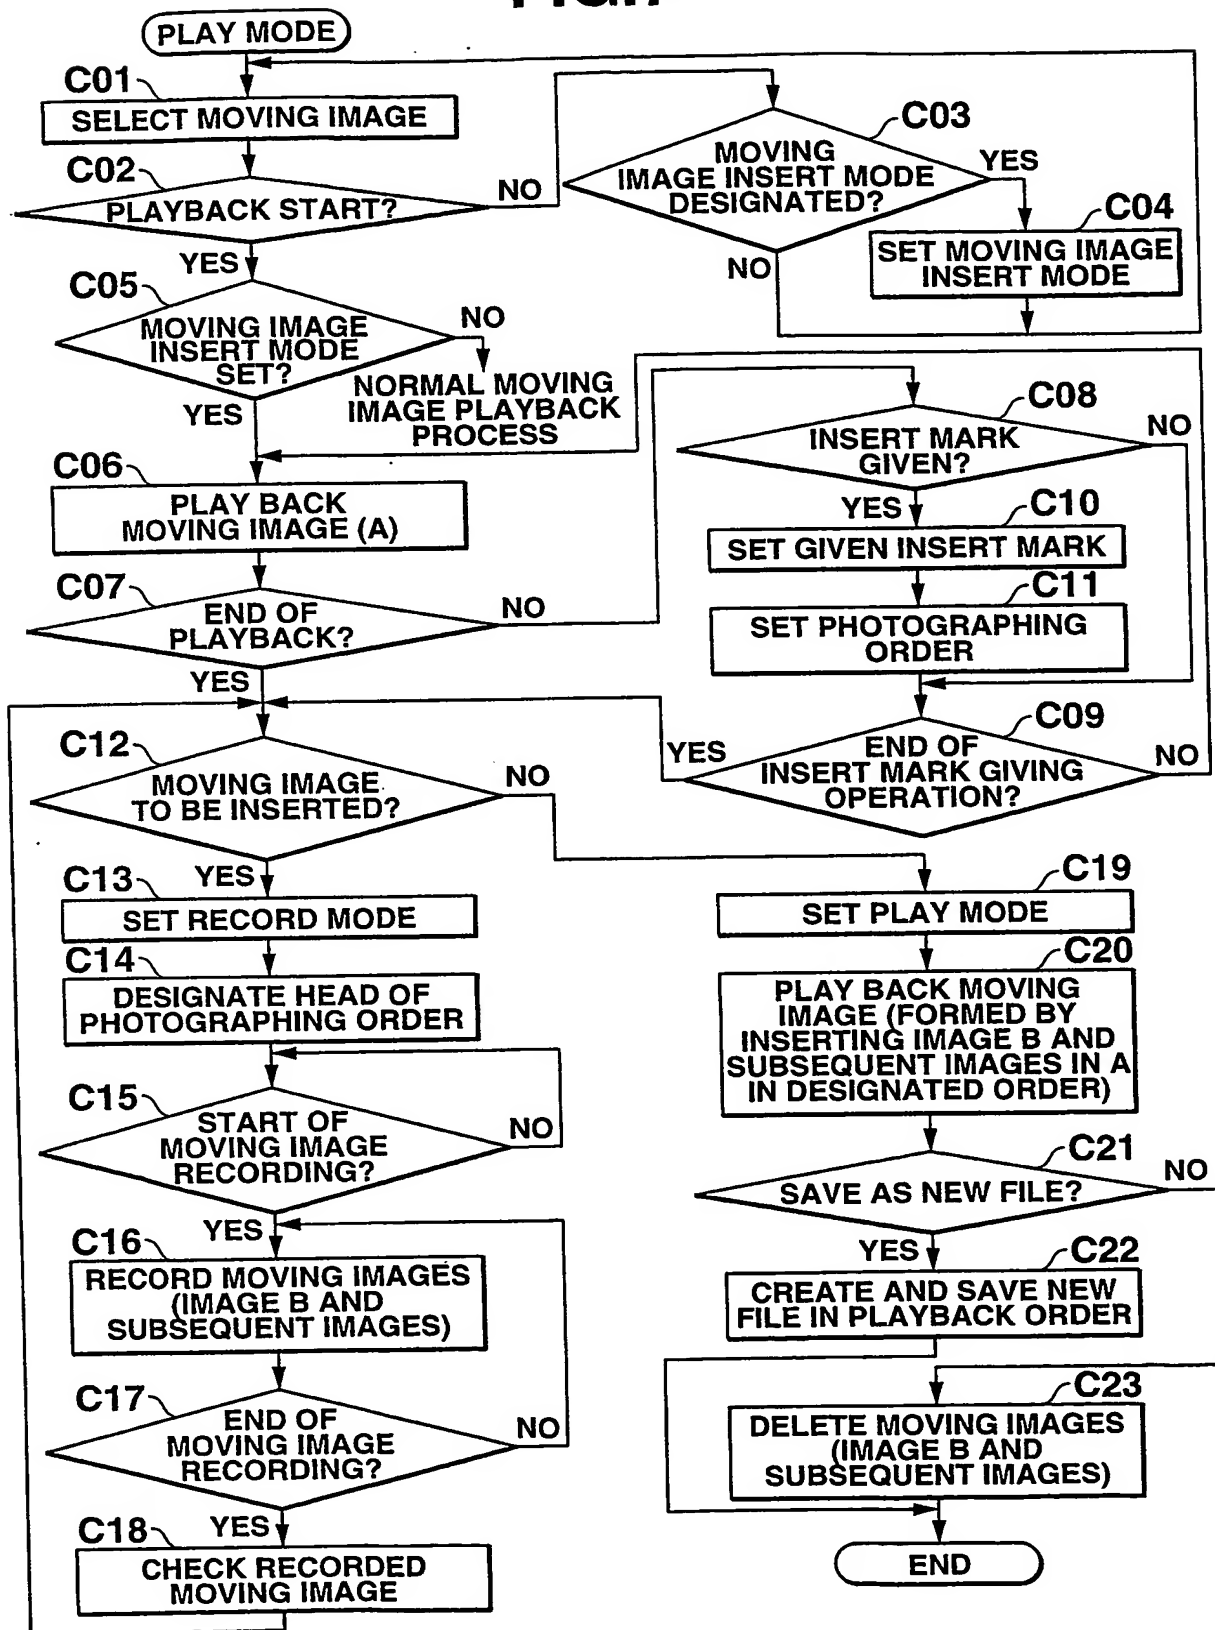 PLAY MODE
C01
SELECT MOVING IMAGE
C02
PLAYBACK START?
NO
C03
MOVING
IMAGE INSERT MODE
DESIGNATED?
YES
NO
C04
SET MOVING IMAGE
INSERT MODE
YES
C05
MOVING IMAGE
INSERT MODE
SET?
NO
NORMAL MOVING
IMAGE PLAYBACK
PROCESS
YES
C06
PLAY BACK
MOVING IMAGE (A)
C07
END OF
PLAYBACK?
NO
YES
C08
INSERT MARK
GIVEN?
NO
YES
C10
SET GIVEN INSERT MARK
C11
SET PHOTOGRAPHING
ORDER
C09
END OF
INSERT MARK GIVING
OPERATION?
YES
NO
C12
MOVING IMAGE
TO BE INSERTED?
NO
YES
C13
SET RECORD MODE
C14
DESIGNATE HEAD OF
PHOTOGRAPHING ORDER
C15
START OF
MOVING IMAGE
RECORDING?
NO
YES
C16
RECORD MOVING IMAGES
(IMAGE B AND
SUBSEQUENT IMAGES)
C17
END OF
MOVING IMAGE
RECORDING?
NO
YES
C18
CHECK RECORDED
MOVING IMAGE
C19
SET PLAY MODE
C20
PLAY BACK MOVING
IMAGE (FORMED BY
INSERTING IMAGE B AND
SUBSEQUENT IMAGES IN A
IN DESIGNATED ORDER)
C21
SAVE AS NEW FILE?
NO
YES
C22
CREATE AND SAVE NEW
FILE IN PLAYBACK ORDER
C23
DELETE MOVING IMAGES
(IMAGE B AND
SUBSEQUENT IMAGES)
END